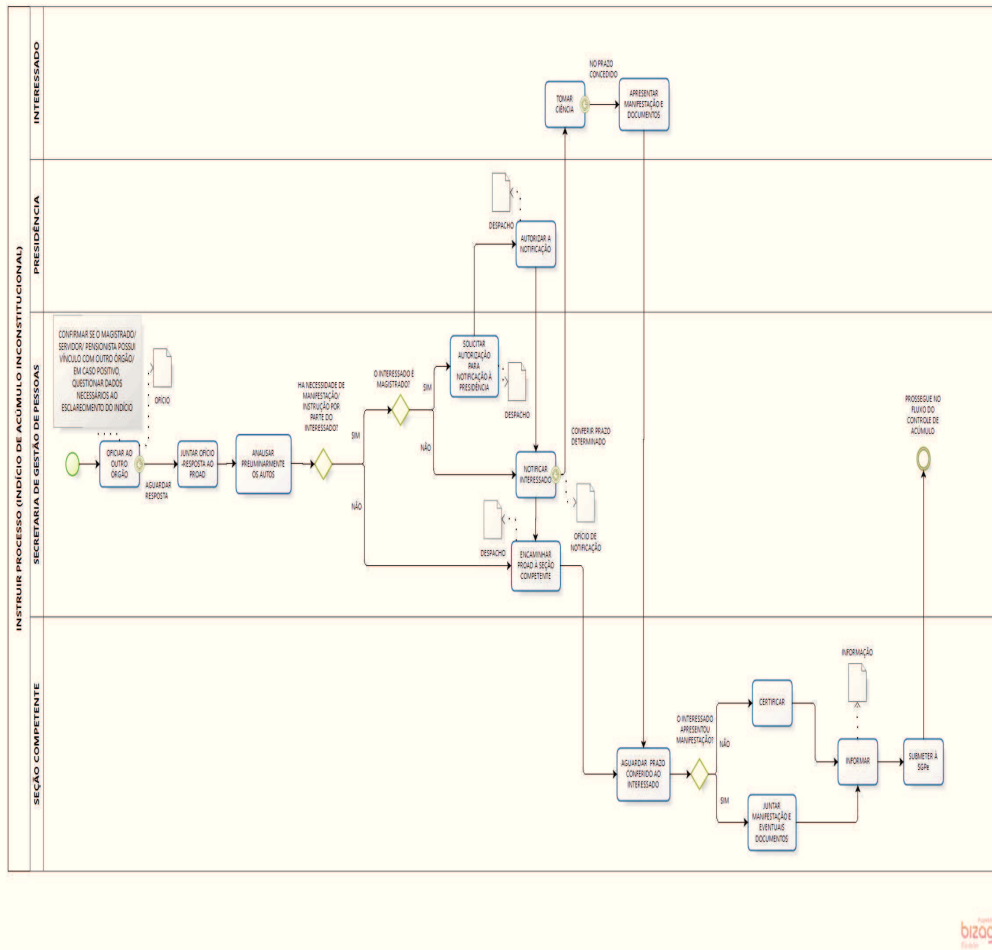 INSTRUIR PROCESSO (INDÍCIO DE ACÚMULO INCONSTITUCIONAL)
INTERESSADO
TOMAR
CIÊNCIA
NO PRAZO
CONCEDIDO
APRESENTAR
MANIFESTAÇÃO E
DOCUMENTOS
PRESIDÊNCIA
DESPACHO
AUTORIZAR A
NOTIFICAÇÃO
SECRETARIA DE GESTÃO DE PESSOAS
CONFIRMAR SE O MAGISTRADO/
SERVIDOR/ PENSIONISTA POSSUI
VÍNCULO COM OUTRO ÓRGÃO/
EM CASO POSITIVO,
QUESTIONAR DADOS
NECESSÁRIOS AO
ESCLARECIMENTO DO INDÍCIO
OFÍCIO
OFICIAR AO
OUTRO
ÓRGÃO
AGUARDAR
RESPOSTA
JUNTAR OFÍCIO
-RESPOSTA AO
PROAD
ANALISAR
PRELIMINARMENTE
OS AUTOS
HA NECESSIDADE DE
MANIFESTAÇÃO/
INSTRUÇÃO POR
PARTE DO
INTERESSADO?
SIM
NÃO
O INTERESSADO É
MAGISTRADO?
SIM
NÃO
SOLICITAR
AUTORIZAÇÃO
PARA
NOTIFICAÇÃO À
PRESIDÊNCIA
DESPACHO
CONFERIR PRAZO
DETERMINADO
NOTIFICAR
INTERESSADO
OFÍCIO DE
NOTIFICAÇÃO
DESPACHO
ENCAMINHAR
PROAD À SEÇÃO
COMPETENTE
PROSSEGUE NO
FLUXO DO
CONTROLE DE
ACÚMULO
SEÇÃO COMPETENTE
AGUARDAR PRAZO
CONFERIDO AO
INTERESSADO
O INTERESSADO
APRESENTOU
MANIFESTAÇÃO?
NÃO
SIM
CERTIFICAR
JUNTAR
MANIFESTAÇÃO E
EVENTUAIS
DOCUMENTOS
INFORMAÇÃO
INFORMAR
SUBMETER À
SGPe